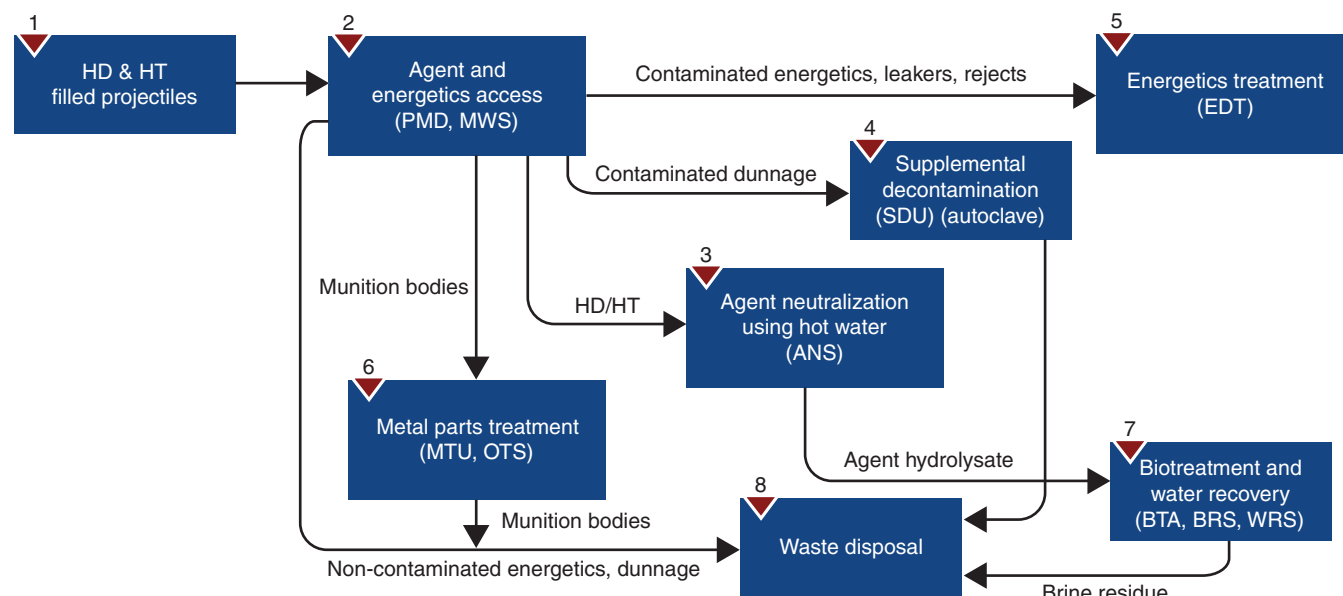 1
HD & HT
filled projectiles
2
Agent and
energetics access
(PMD, MWS)
Contaminated energetics, leakers, rejects
5
Energetics treatment
(EDT)
Contaminated dunnage
4
Supplemental
decontamination
(SDU) (autoclave)
Munition bodies
HD/HT
3
Agent neutralization
using hot water
(ANS)
6
Metal parts treatment
(MTU, OTS)
Agent hydrolysate
7
Biotreatment and
water recovery
(BTA, BRS, WRS)
Munition bodies
8
Waste disposal
Non-contaminated energetics, dunnage
Brine residue